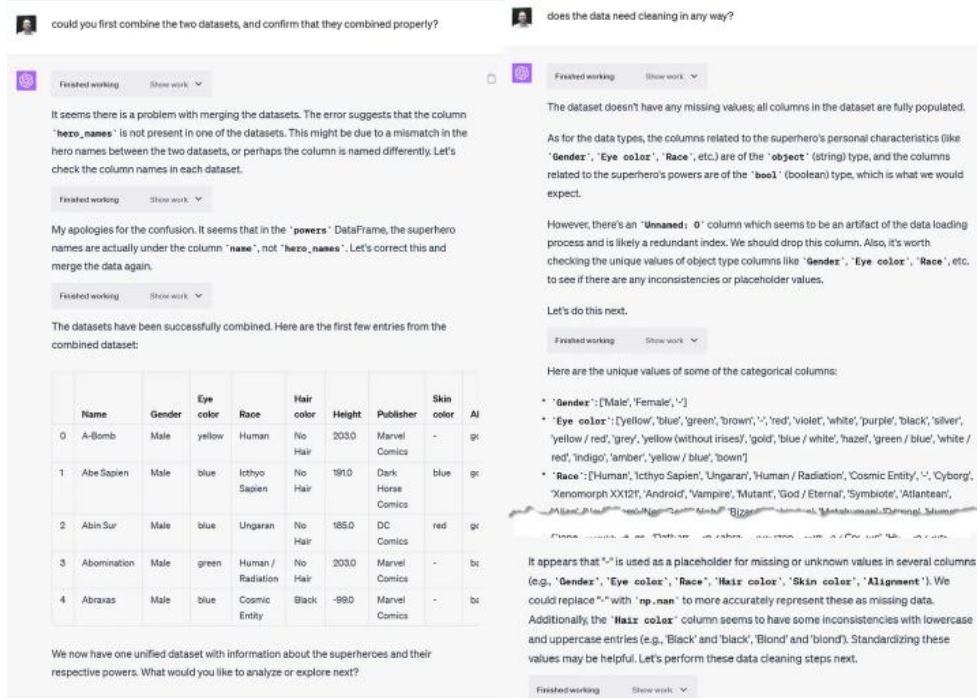 could you first combine the two datasets, and confirm that they combined properly?
Finished working Show work
It seems there is a problem with merging the datasets. The error suggests that the column
`hero_names` is not present in one of the datasets. This might be due to a mismatch in the
hero names between the two datasets, or perhaps the column is named differently. Let's
check the column names in each dataset.
Finished working Show work
My apologies for the confusion. It seems that in the `powers` DataFrame, the superhero
names are actually under the column `name`, not `hero_names`. Let's correct this and
merge the data again.
Finished working Show work
The datasets have been successfully combined. Here are the first few entries from the
combined dataset:
Name Gender Eye color Race Hair color Height Publisher Skin color Al
0 A-Bomb Male yellow Human No Hair 203.0 Marvel Comics - go
1 Abe Sapien Male blue Icthyo Sapien No Hair 191.0 Dark Horse Comics blue go
2 Abin Sur Male blue Ungaran No Hair 185.0 DC Comics red go
3 Abomination Male green Human / Radiation No Hair 203.0 Marvel Comics - ba
4 Abraxas Male blue Cosmic Entity Black -99.0 Marvel Comics - ba
We now have one unified dataset with information about the superheroes and their
respective powers. What would you like to analyze or explore next?
does the data need cleaning in any way?
Finished working Show work
The dataset doesn't have any missing values; all columns in the dataset are fully populated.
As for the data types, the columns related to the superhero's personal characteristics (like
`Gender`, `Eye color`, `Race`, etc.) are of the `object` (string) type, and the columns
related to the superhero's powers are of the `bool` (boolean) type, which is what we would
expect.
However, there's an `Unnamed: 0` column which seems to be an artifact of the data loading
process and is likely a redundant index. We should drop this column. Also, it's worth
checking the unique values of object type columns like `Gender`, `Eye color`, `Race`, etc.
to see if there are any inconsistencies or placeholder values.
Let's do this next.
Finished working Show work
Here are the unique values of some of the categorical columns:
• `Gender`: ['Male', 'Female', '-']
• `Eye color`: ['yellow', 'blue', 'green', 'brown', '-', 'red', 'violet', 'white', 'purple', 'black', 'silver',
'yellow / red', 'grey', 'yellow (without irises)', 'gold', 'blue / white', 'hazel', 'green / blue', 'white /
red', 'indigo', 'amber', 'yellow / blue', 'bown']
• `Race`: ['Human', 'Icthyo Sapien', 'Ungaran', 'Human / Radiation', 'Cosmic Entity', '-', 'Cyborg',
'Xenomorph XX121', 'Android', 'Vampire', 'Mutant', 'God / Eternal', 'Symbiote', 'Atlantean',
It appears that "-" is used as a placeholder for missing or unknown values in several columns
(e.g., `Gender`, `Eye color`, `Race`, `Hair color`, `Skin color`, `Alignment`). We
could replace "-" with `np.nan` to more accurately represent these as missing data.
Additionally, the `Hair color` column seems to have some inconsistencies with lowercase
and uppercase entries (e.g., 'Black' and 'black', 'Blond' and 'blond'). Standardizing these
values may be helpful. Let's perform these data cleaning steps next.
Finished working Show work